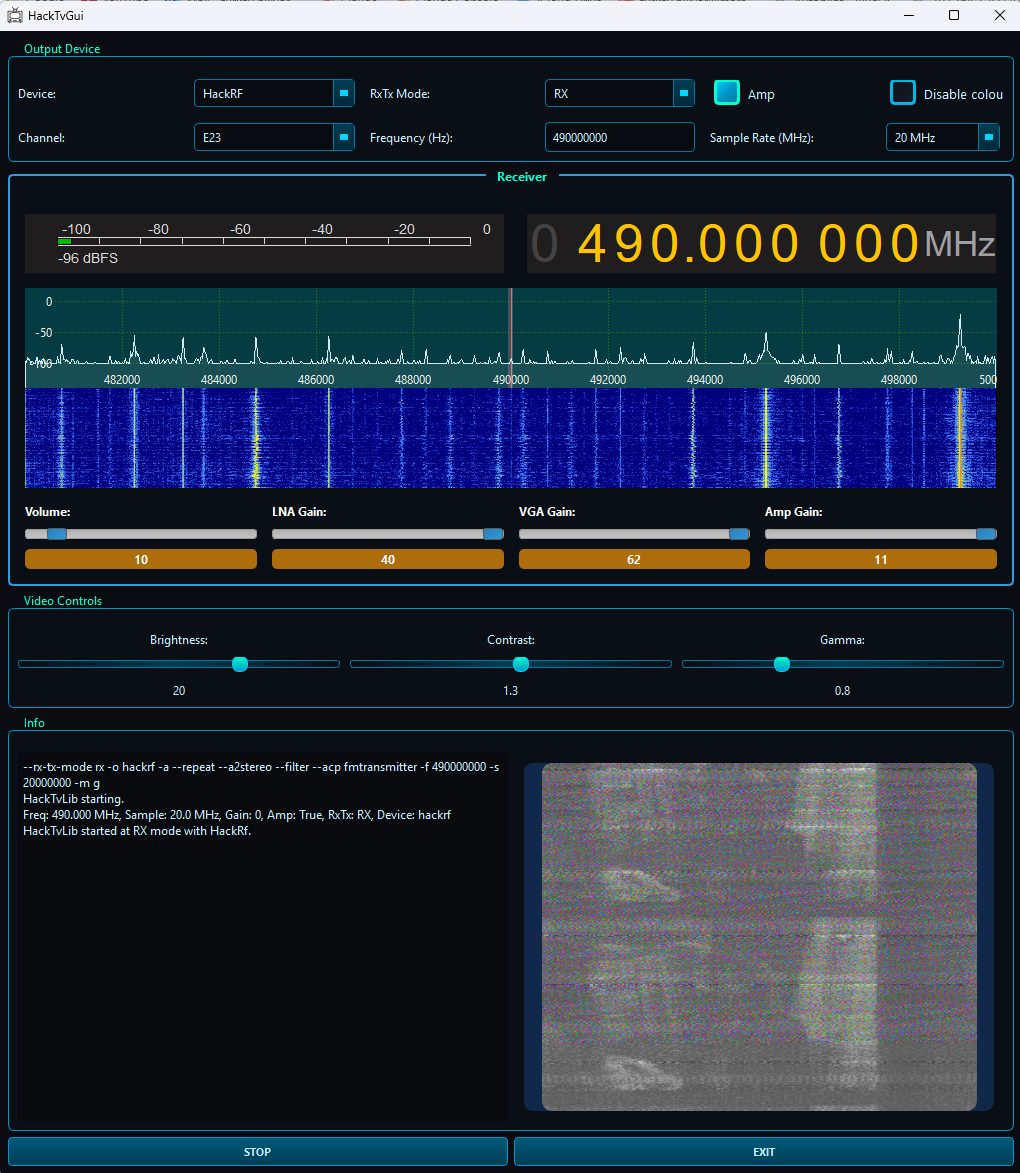 HackTvGui
Output Device
Device: HackRF RxTx Mode: RX Amp Disable colou
Channel: E23 Frequency (Hz): 490000000 Sample Rate (MHz): 20 MHz
Receiver
-100 -80 -60 -40 -20 0
-96 dBFS
0 490.000 000 MHz
0
-50
-100
482000 484000 486000 488000 490000 492000 494000 496000 498000 500
Volume: LNA Gain: VGA Gain: Amp Gain:
10 40 62 11
Video Controls
Brightness: Contrast: Gamma:
20 1.3 0.8
Info
--rx-tx-mode rx -o hackrf -a --repeat --a2stereo --filter --acp fmtransmitter -f 490000000 -s
20000000 -m g
HackTvLib starting.
Freq: 490.000 MHz, Sample: 20.0 MHz, Gain: 0, Amp: True, RxTx: RX, Device: hackrf
HackTvLib started at RX mode with HackRf.
STOP EXIT